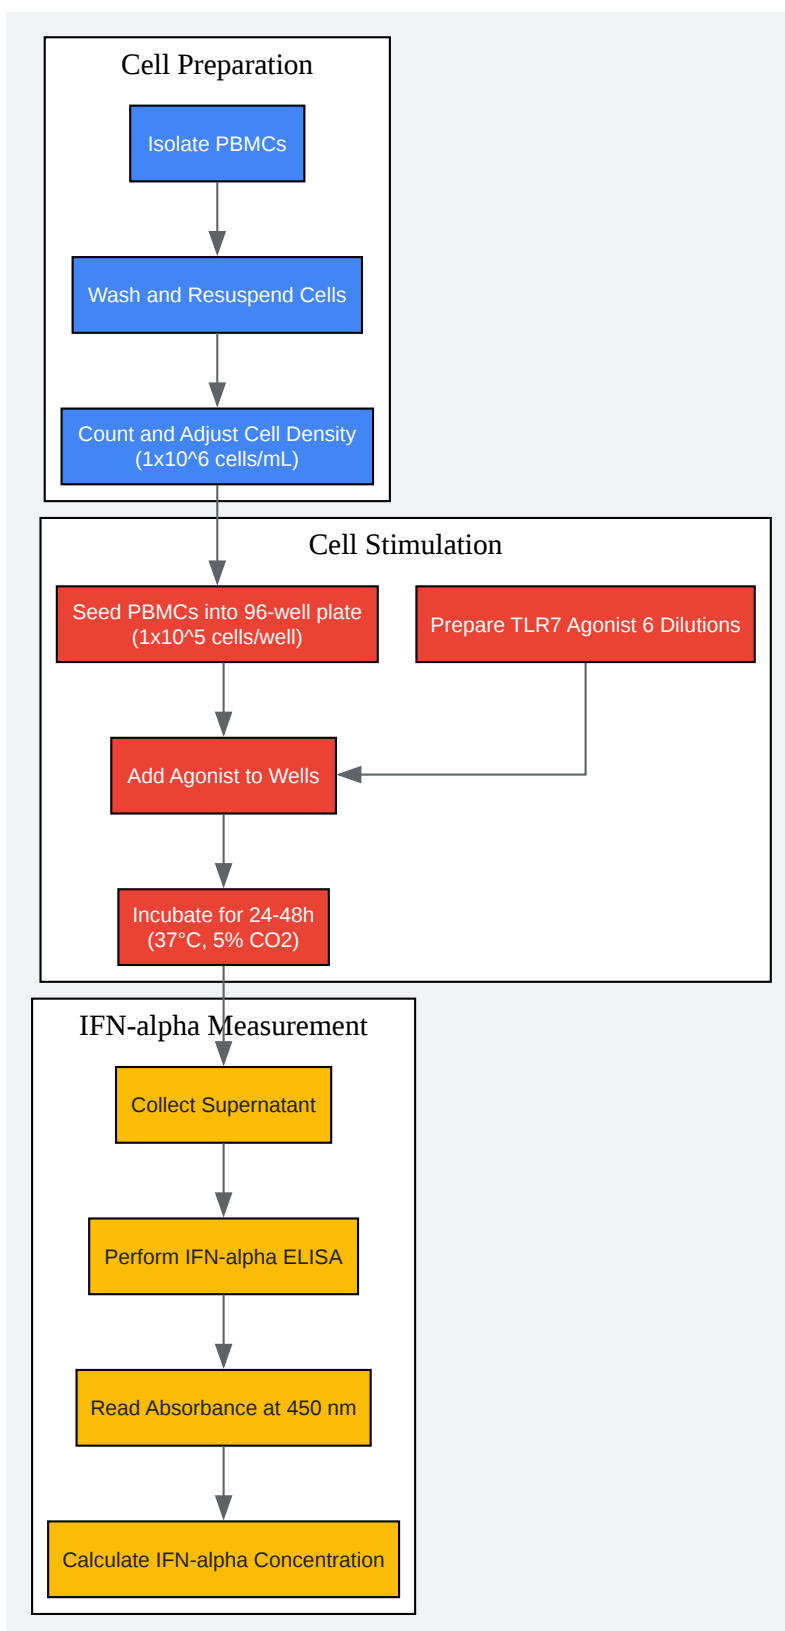 Cell Preparation
Isolate PBMCs
Wash and Resuspend Cells
Count and Adjust Cell Density
(1x10^6 cells/mL)
Cell Stimulation
Seed PBMCs into 96-well plate
(1x10^5 cells/well)
Prepare TLR7 Agonist 6 Dilutions
Add Agonist to Wells
Incubate for 24-48h
(37°C, 5% CO2)
IFN-alpha Measurement
Collect Supernatant
Perform IFN-alpha ELISA
Read Absorbance at 450 nm
Calculate IFN-alpha Concentration